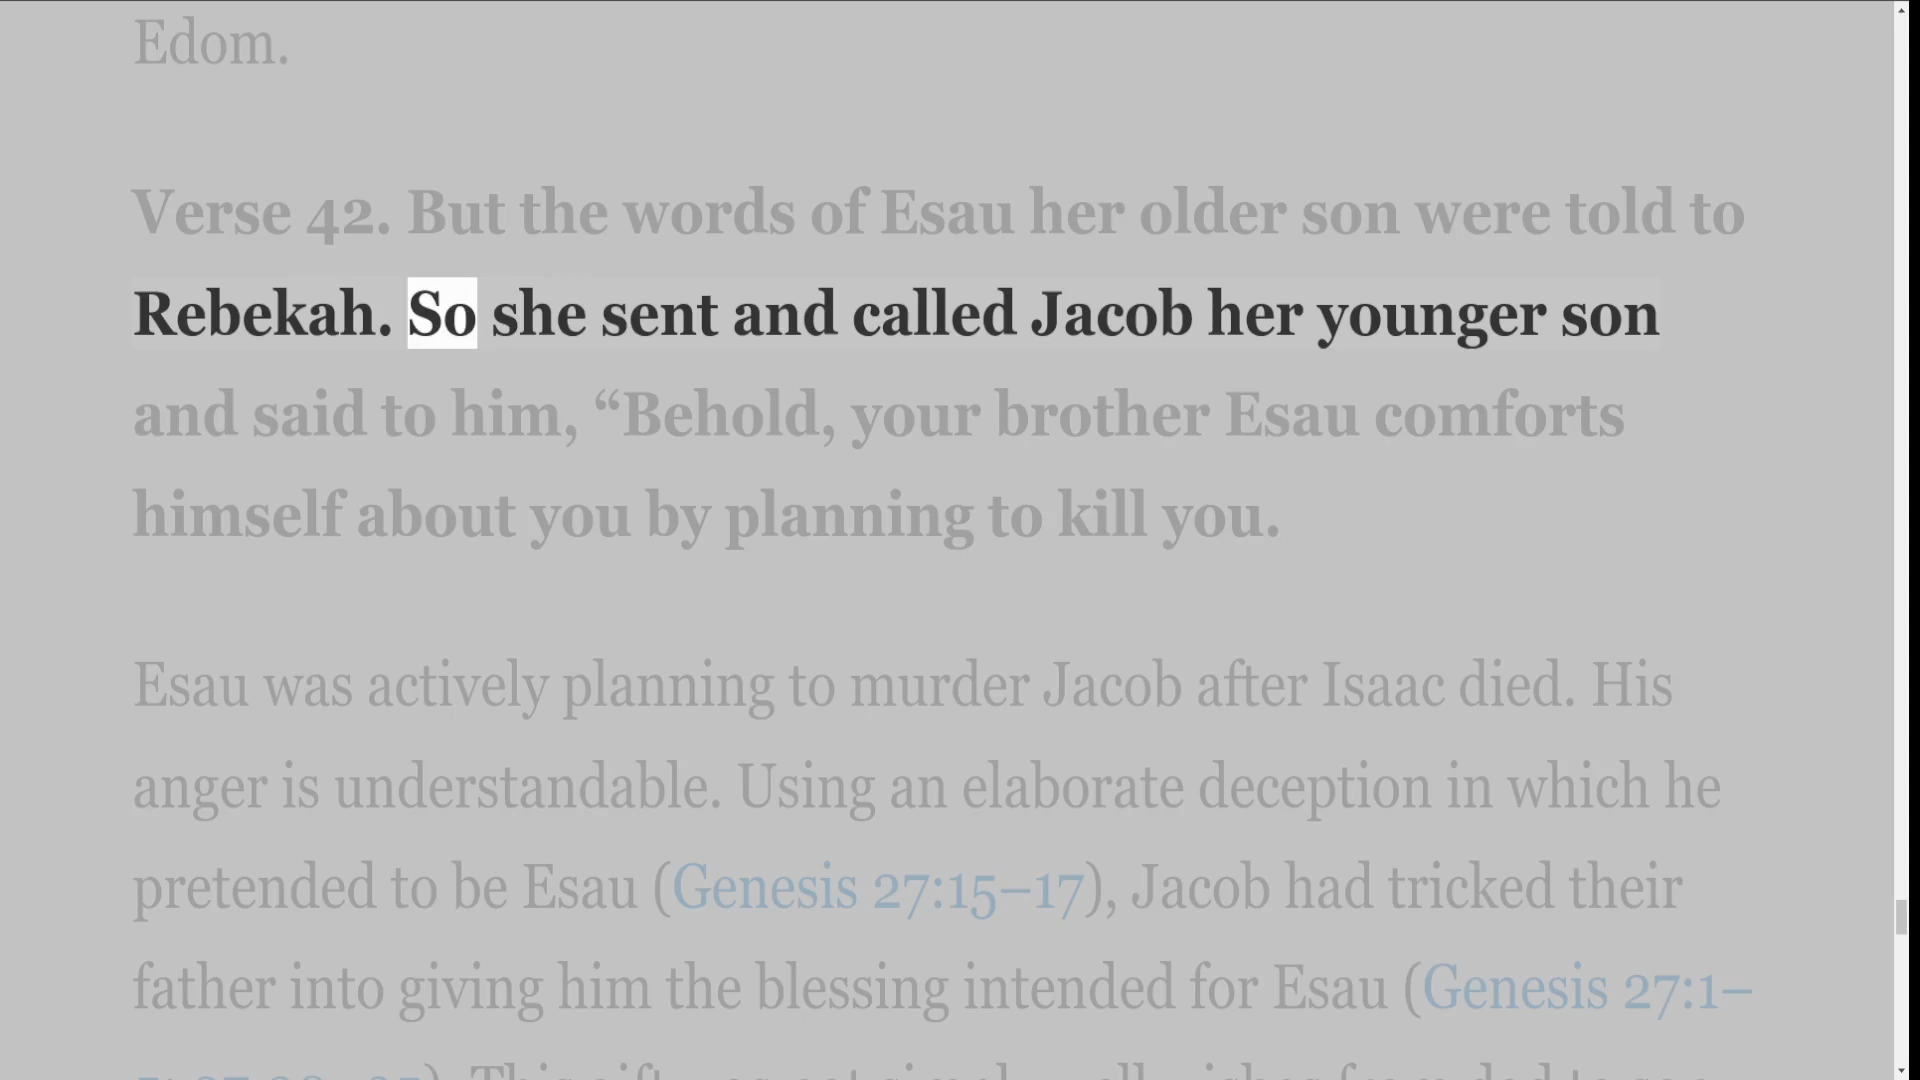 Edom.
Verse 42. But the words of Esau her older son were told to
Rebekah. So she sent and called Jacob her younger son
and said to him, “Behold, your brother Esau comforts
himself about you by planning to kill you.
Esau was actively planning to murder Jacob after Isaac died. His
anger is understandable. Using an elaborate deception in which he
pretended to be Esau (Genesis 27:15–17), Jacob had tricked their
father into giving him the blessing intended for Esau (Genesis 27:1–